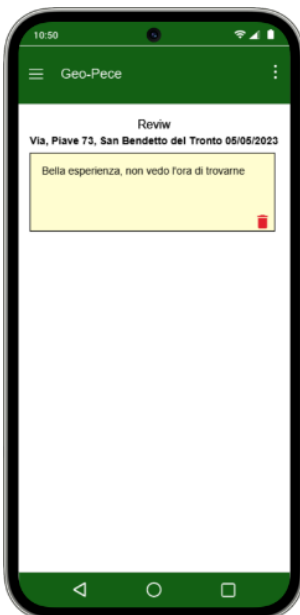 10:50
Geo-Pece
Reviw
Via, Piave 73, San Bendetto del Tronto 05/05/2023
Bella esperienza, non vedo l'ora di trovarne